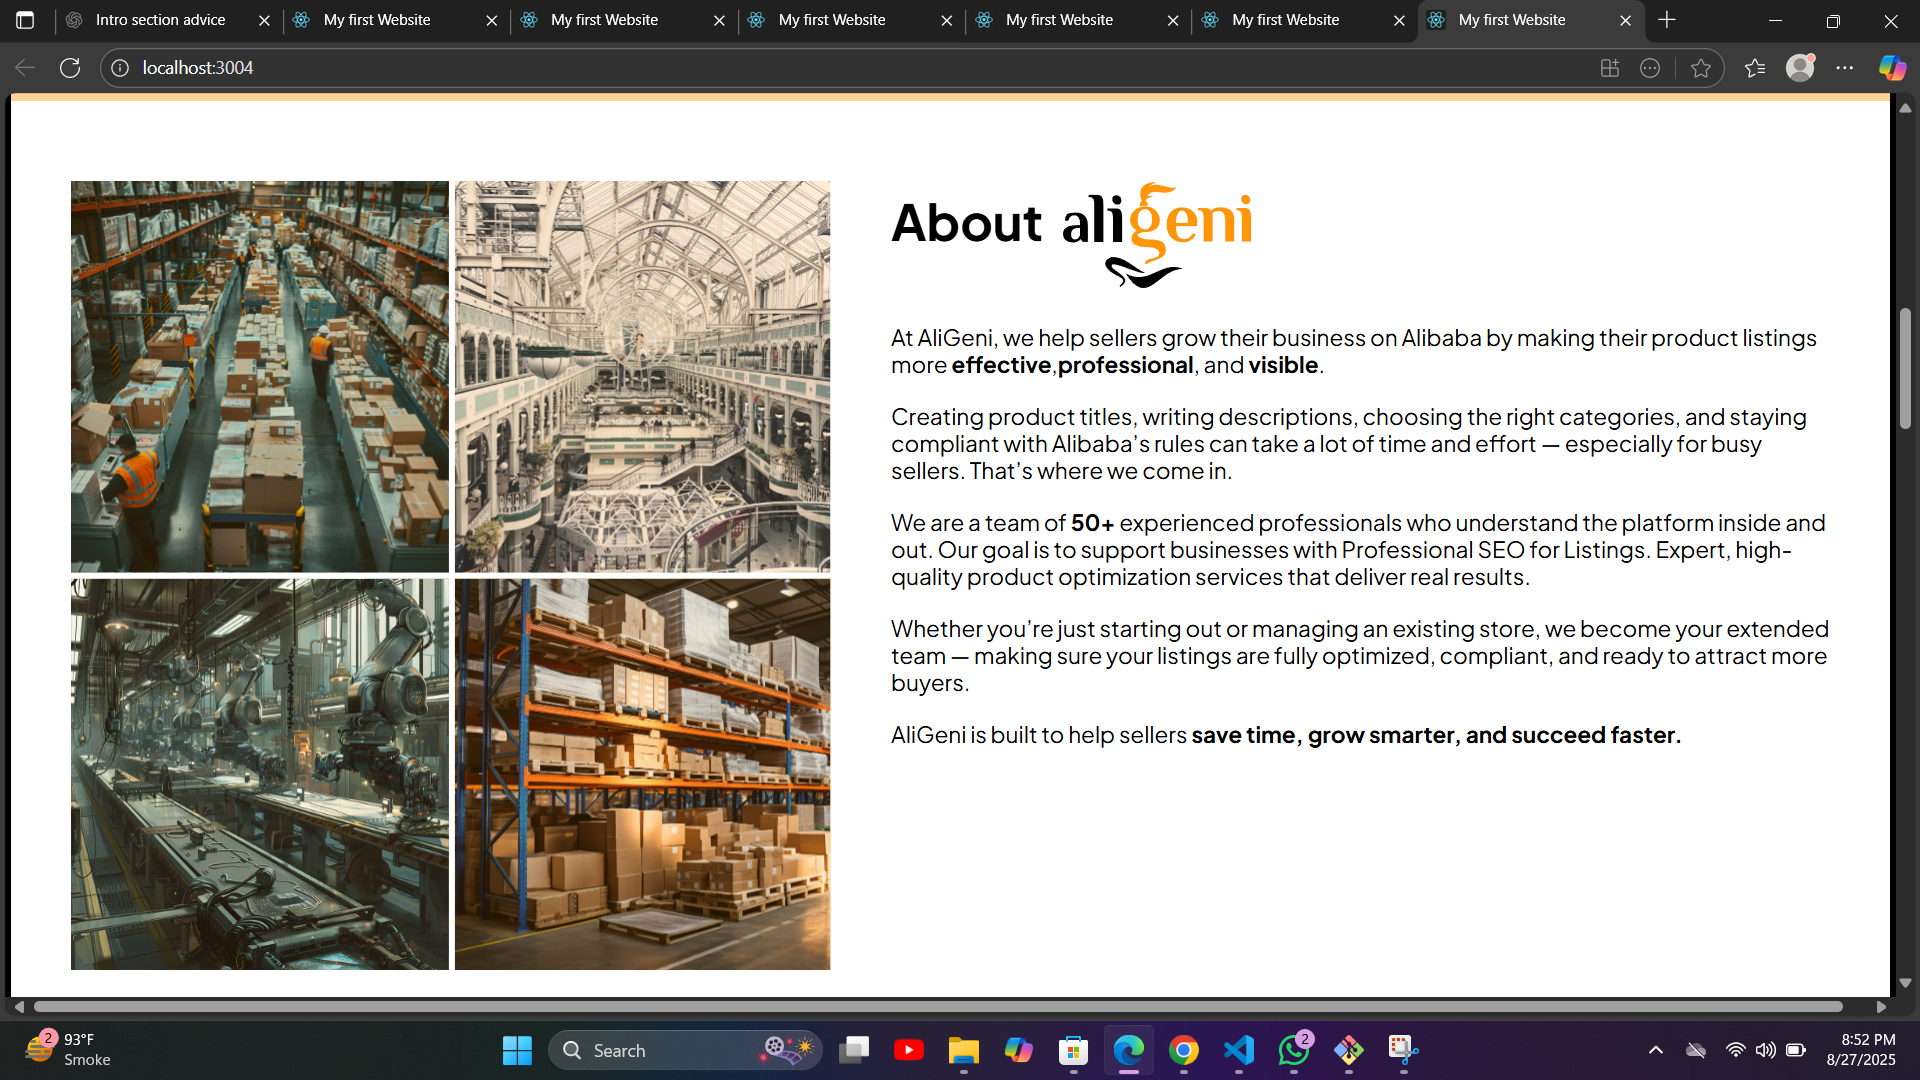 Intro section advice
My first Website
My first Website
My first Website
My first Website
My first Website
My first Website
localhost:3004
About aligeni
At AliGeni, we help sellers grow their business on Alibaba by making their product listings
more effective,professional, and visible.
Creating product titles, writing descriptions, choosing the right categories, and staying
compliant with Alibaba’s rules can take a lot of time and effort — especially for busy
sellers. That’s where we come in.
We are a team of 50+ experienced professionals who understand the platform inside and
out. Our goal is to support businesses with Professional SEO for Listings. Expert, high-
quality product optimization services that deliver real results.
Whether you’re just starting out or managing an existing store, we become your extended
team — making sure your listings are fully optimized, compliant, and ready to attract more
buyers.
AliGeni is built to help sellers save time, grow smarter, and succeed faster.
2
93°F
Smoke
Search
2
8:52 PM
8/27/2025